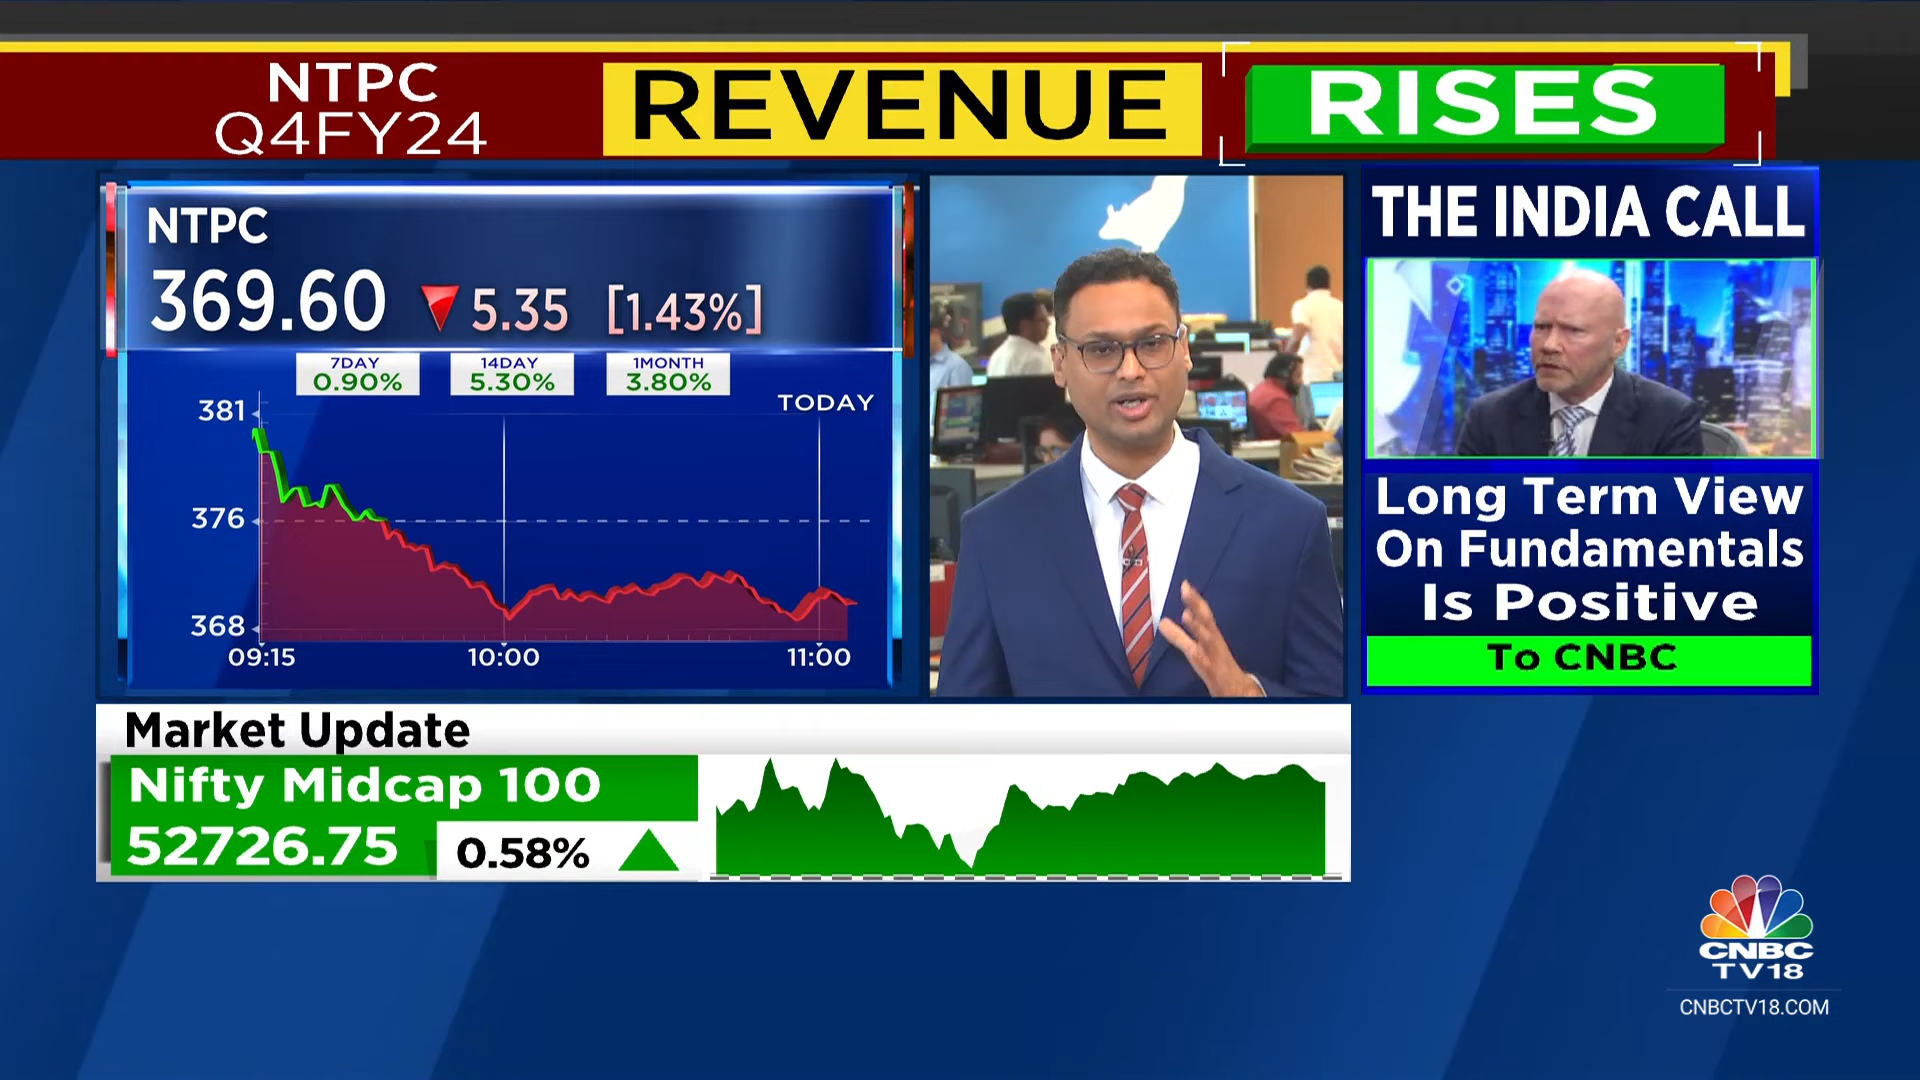 NTPC
Q4FY24
REVENUE
RISES
NTPC
369.60
5.35
[1.43%]
7DAY
0.90%
14DAY
5.30%
1MONTH
3.80%
TODAY
381
376
368
09:15
10:00
11:00
THE INDIA CALL
Long Term View
On Fundamentals
Is Positive
To CNBC
Market Update
Nifty Midcap 100
52726.75
0.58%
CNBC
TV18
CNBCTV18.COM